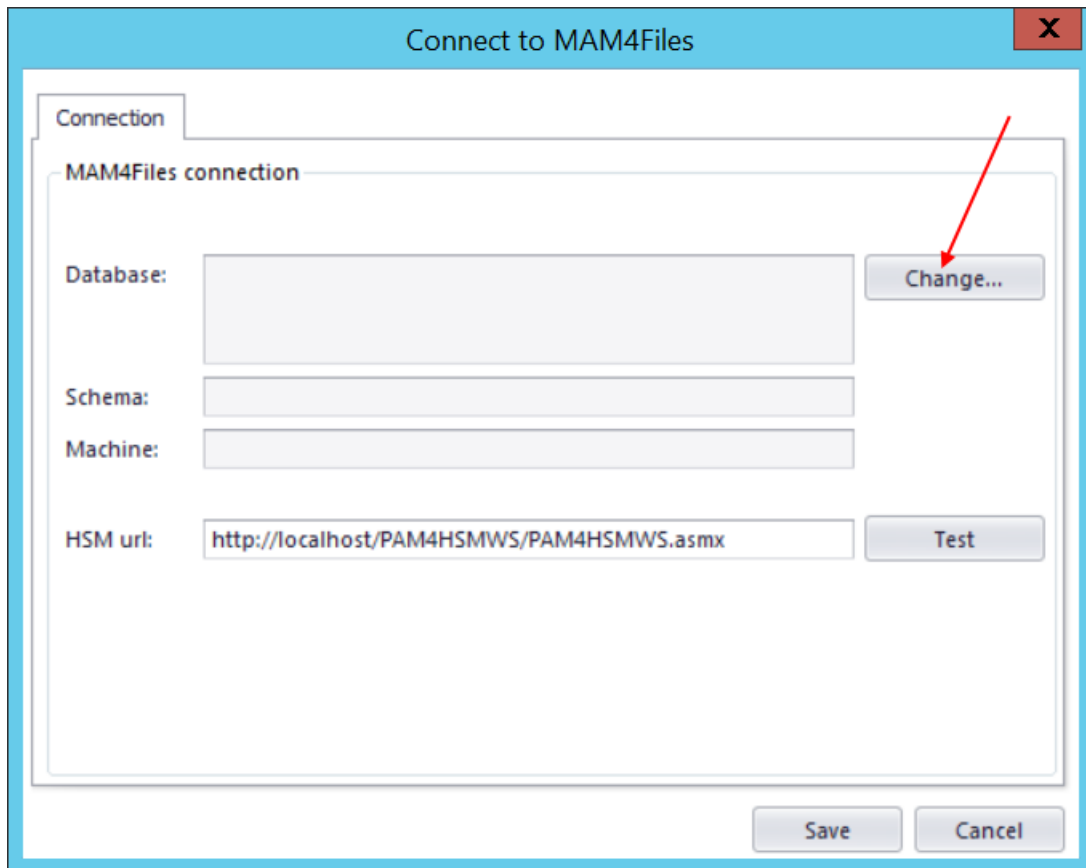 Connect to MAM4Files
X
Connection
MAM4Files connection
Database:
Change...
Schema:
Machine:
HSM url: http://localhost/PAM4HSMWS/PAM4HSMWS.asmx Test
Save Cancel